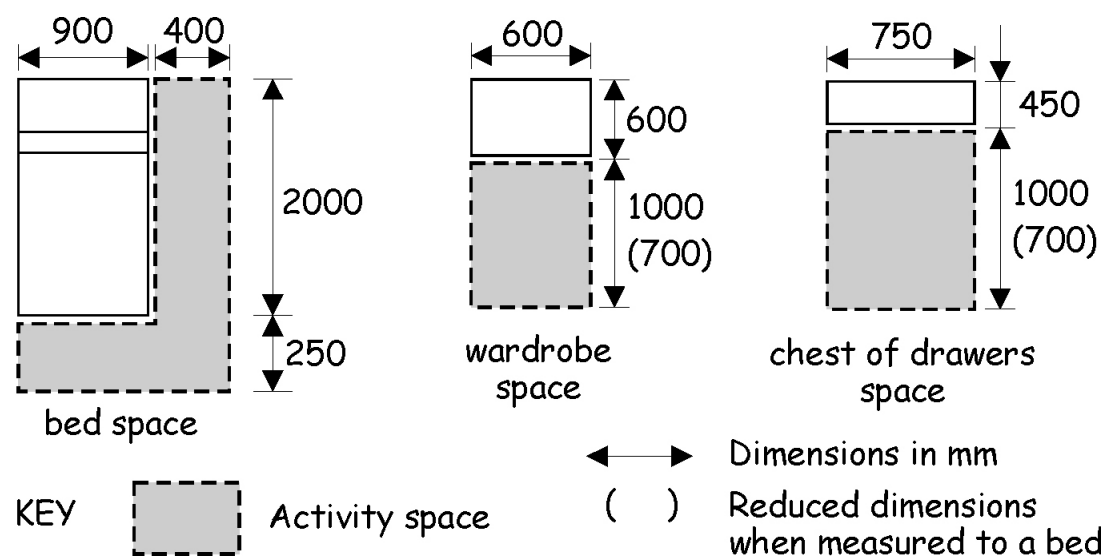 900
400
2000
250
bed space
600
600
1000
(700)
wardrobe
space
750
450
1000
(700)
chest of drawers
space
KEY
Activity space
Dimensions in mm
( ) Reduced dimensions
when measured to a bed